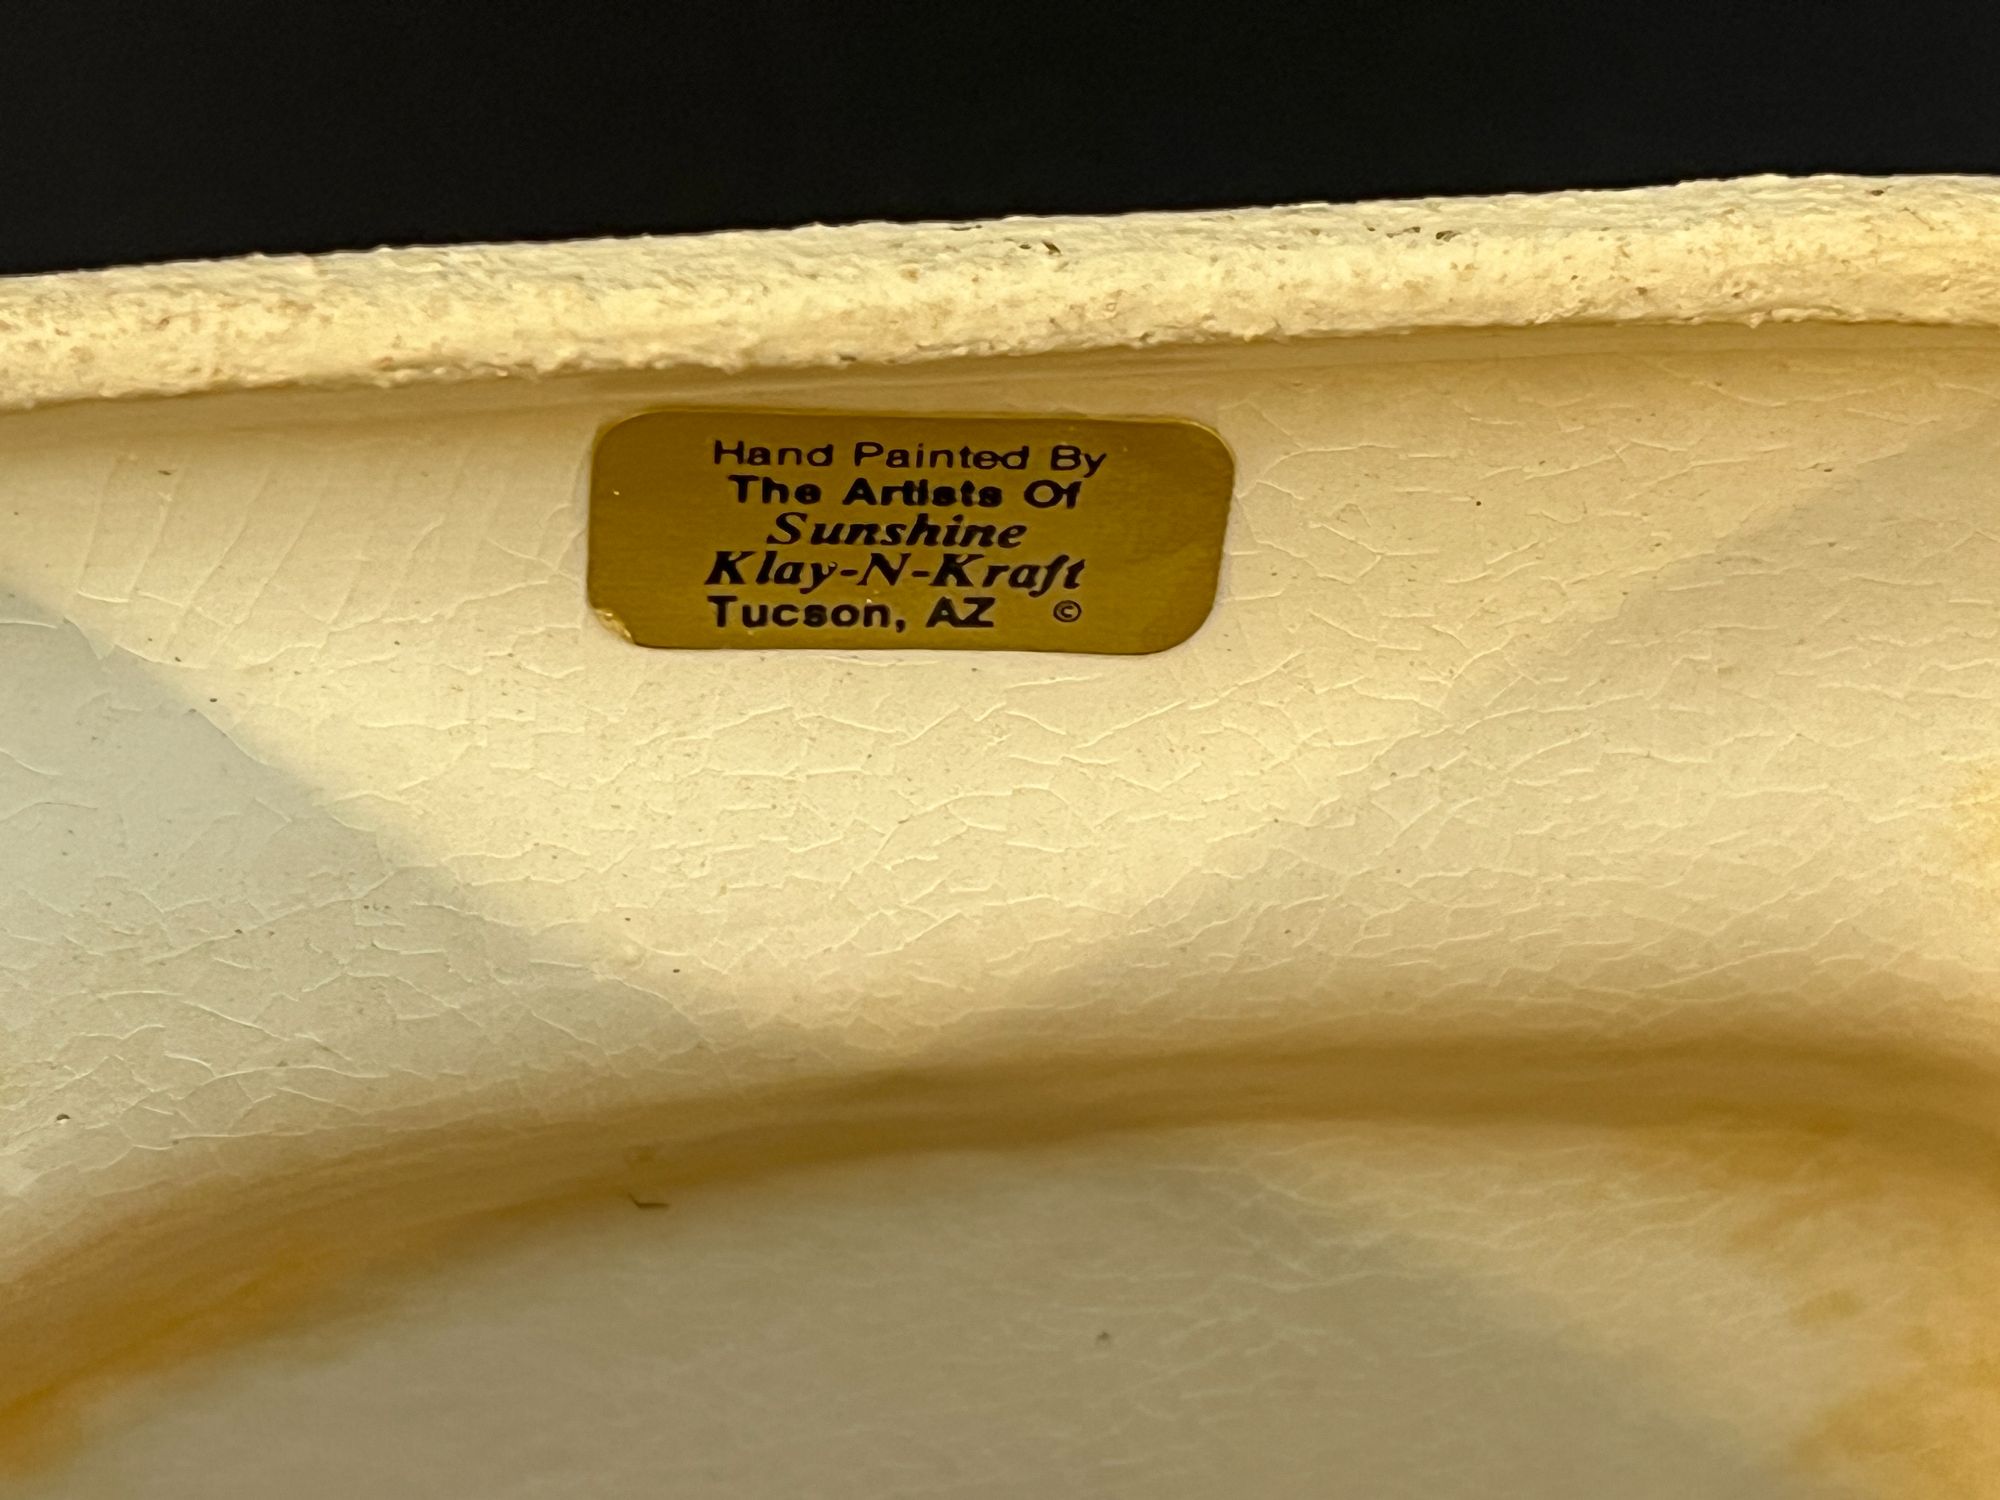 Hand Painted By
The Artists Of
Sunshine
Klay-N-Kraft
Tucson, AZ ©